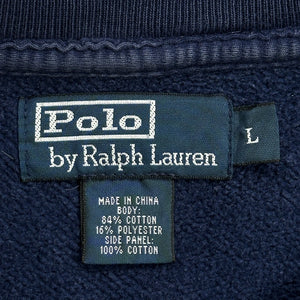 Polo
by Ralph Lauren
L
MADE IN CHINA
BODY:
84% COTTON
16% POLYESTER
SIDE PANEL:
100% COTTON